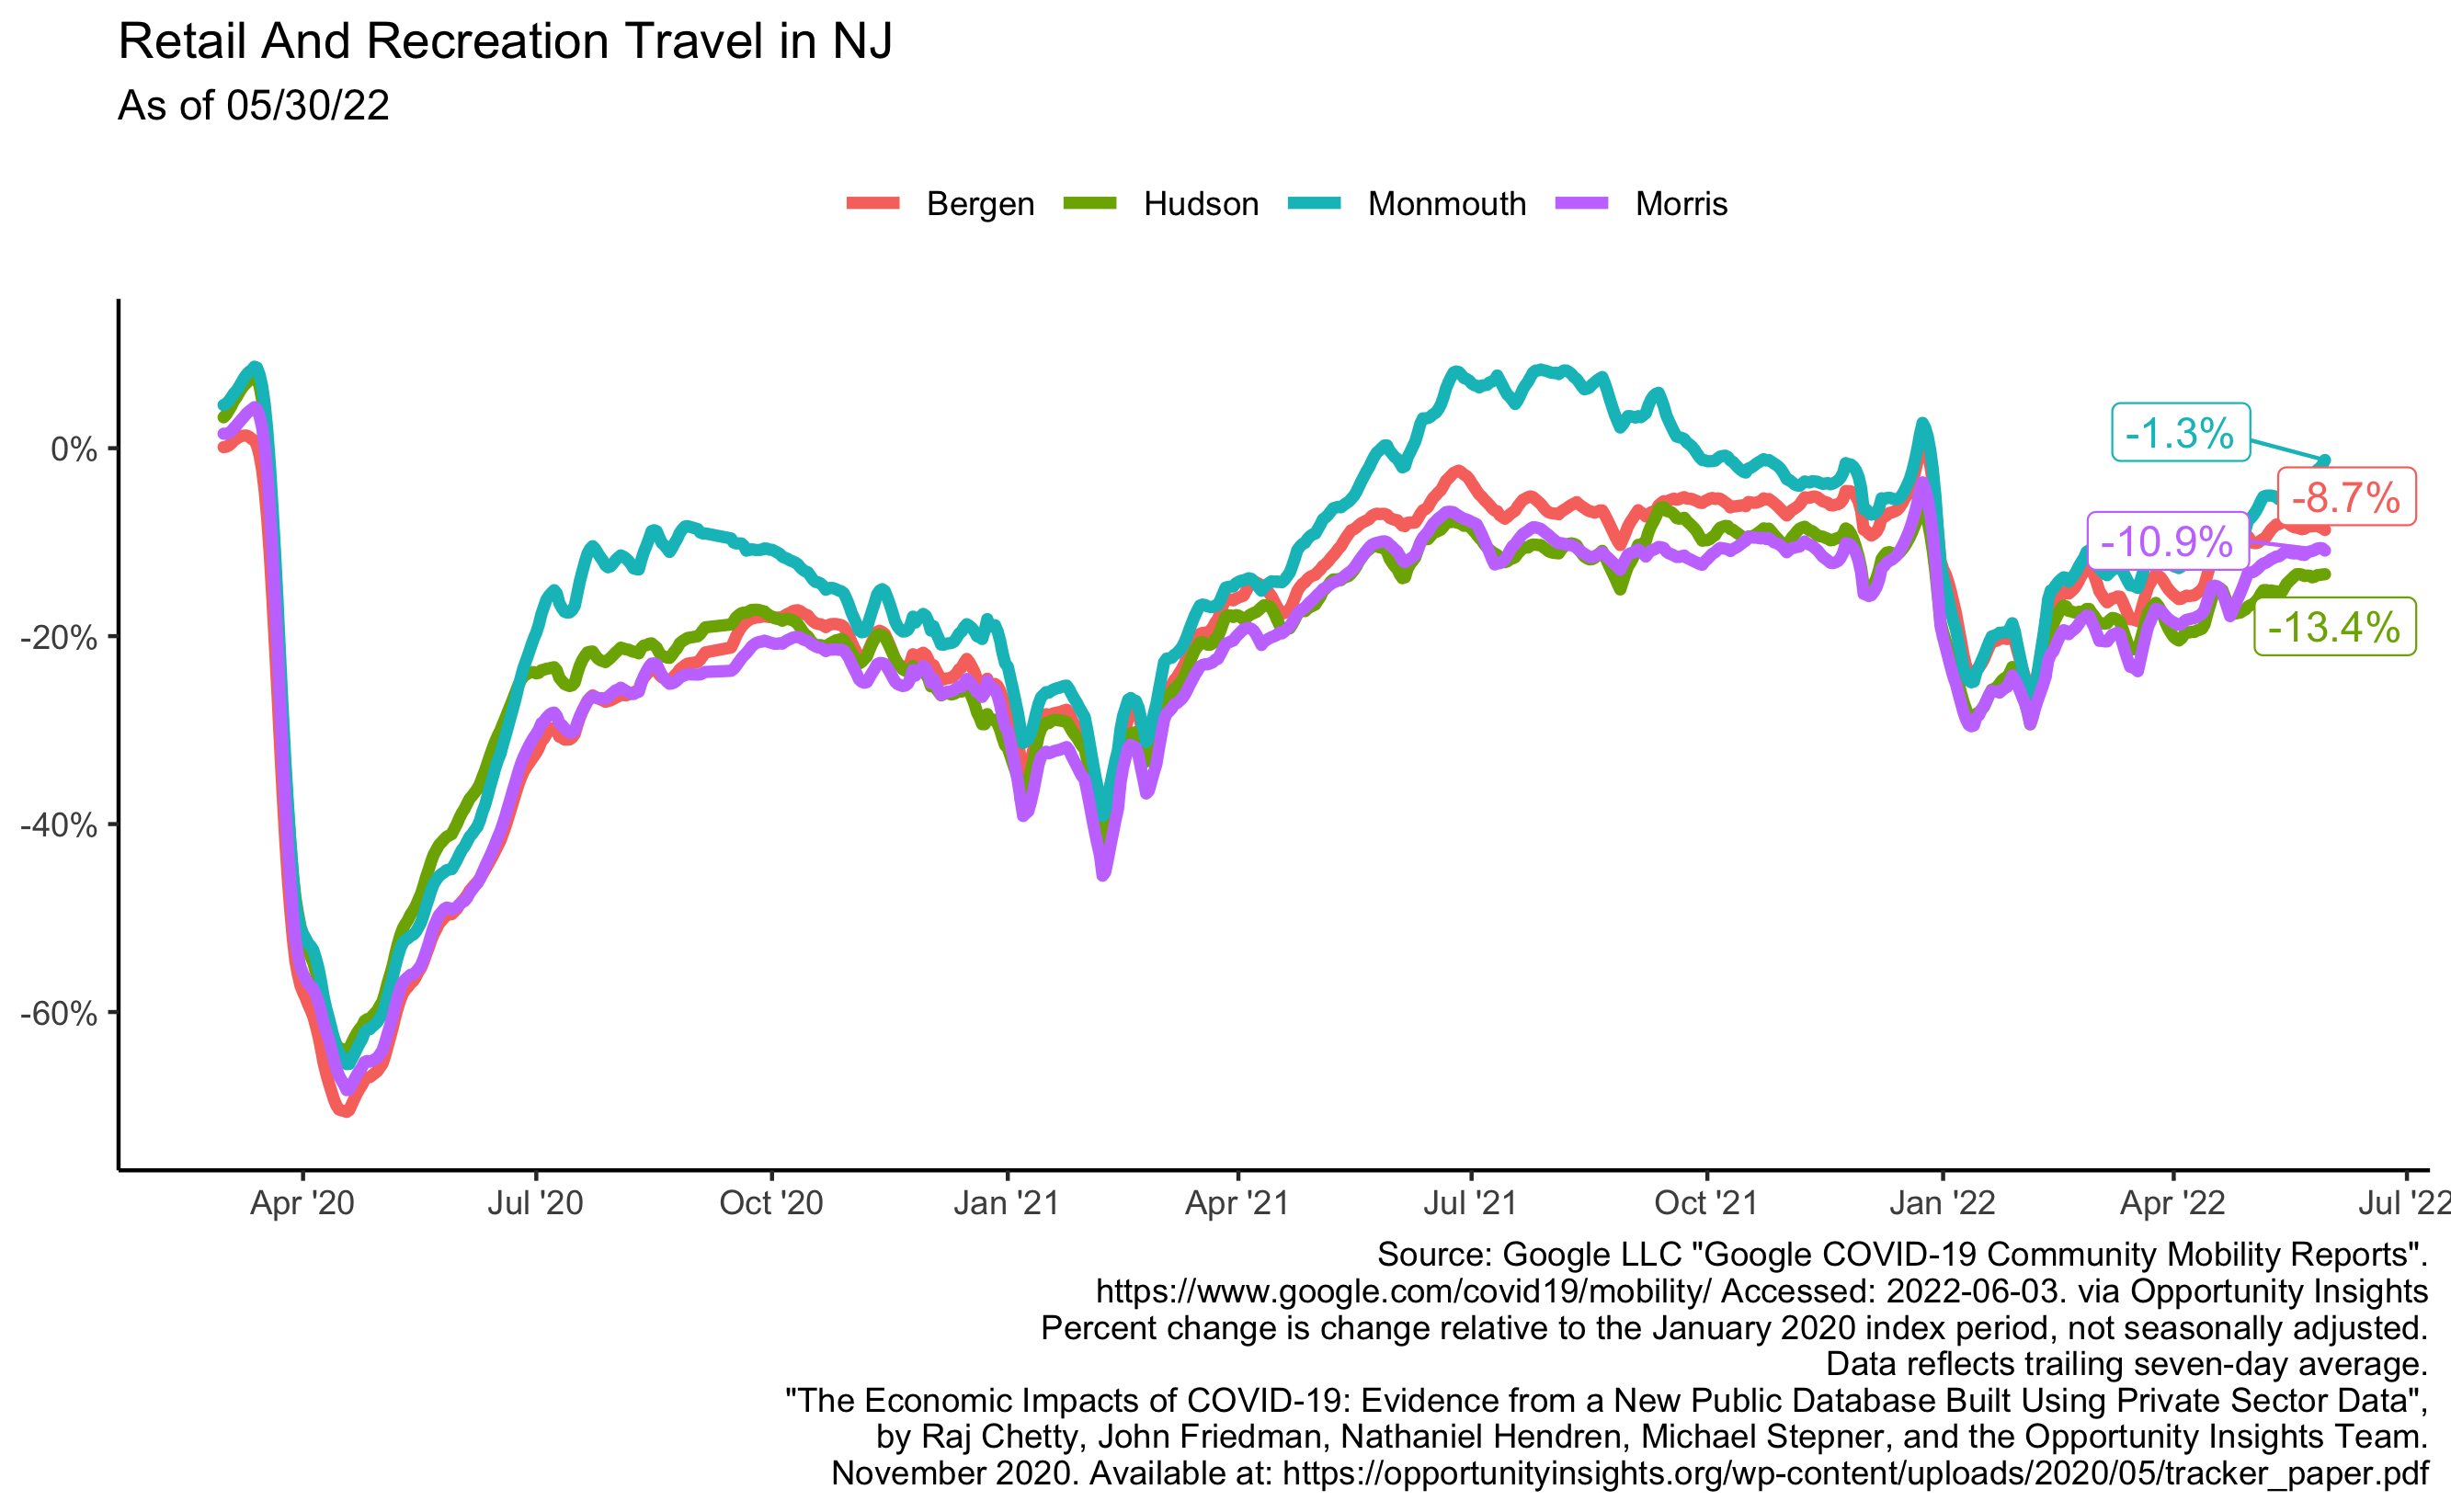 Retail And Recreation Travel in NJ
As of 05/30/22
Bergen Hudson Monmouth Morris
0%
-20%
-40%
-60%
-1.3%
-8.7%
-10.9%
-13.4%
Apr '20 Jul '20 Oct '20 Jan '21 Apr '21 Jul '21 Oct '21 Jan '22 Apr '22 Jul '22
Source: Google LLC "Google COVID-19 Community Mobility Reports".
https://www.google.com/covid19/mobility/ Accessed: 2022-06-03. via Opportunity Insights
Percent change is change relative to the January 2020 index period, not seasonally adjusted.
Data reflects trailing seven-day average.
"The Economic Impacts of COVID-19: Evidence from a New Public Database Built Using Private Sector Data",
by Raj Chetty, John Friedman, Nathaniel Hendren, Michael Stepner, and the Opportunity Insights Team.
November 2020. Available at: https://opportunityinsights.org/wp-content/uploads/2020/05/tracker_paper.pdf